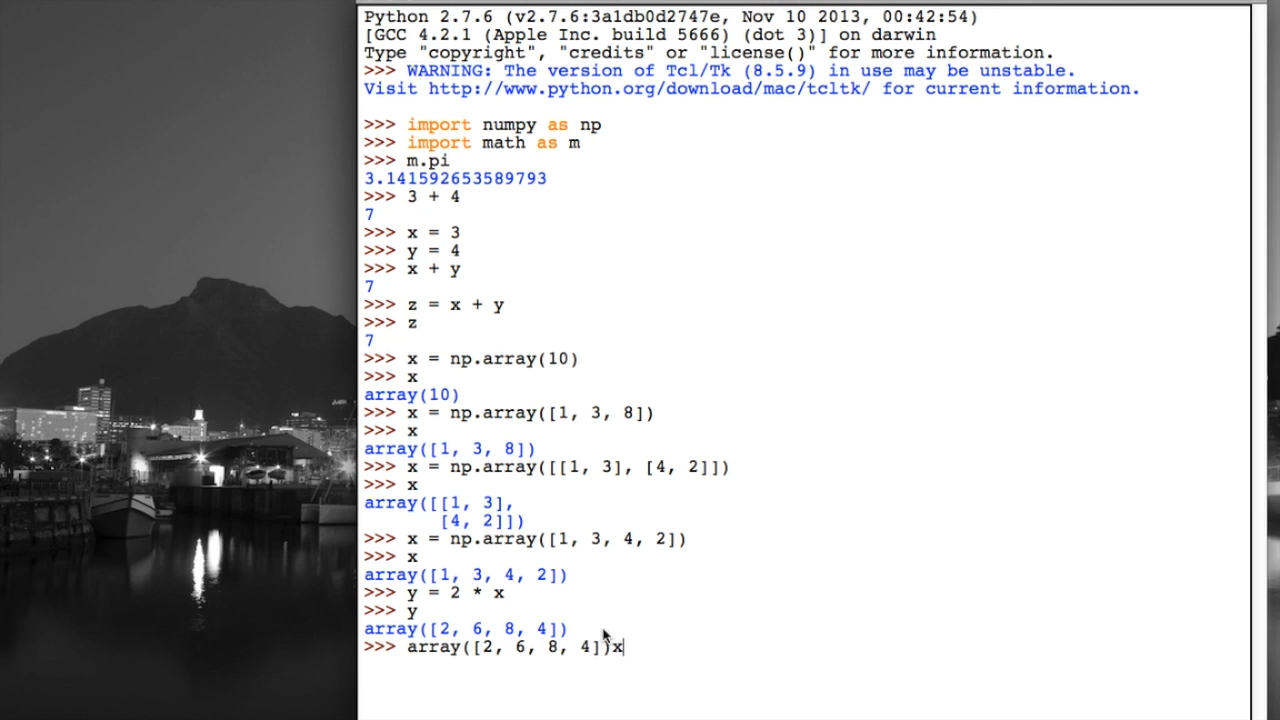 Python 2.7.6 (v2.7.6:3a1db0d2747e, Nov 10 2013, 00:42:54)
[GCC 4.2.1 (Apple Inc. build 5666) (dot 3)] on darwin
Type "copyright", "credits" or "license()" for more information.
>>> WARNING: The version of Tcl/Tk (8.5.9) in use may be unstable.
Visit http://www.python.org/download/mac/tcltk/ for current information.
>>> import numpy as np
>>> import math as m
>>> m.pi
3.141592653589793
>>> 3 + 4
7
>>> x = 3
>>> y = 4
>>> x + y
7
>>> z = x + y
>>> z
7
>>> x = np.array(10)
>>> x
array(10)
>>> x = np.array([1, 3, 8])
>>> x
array([1, 3, 8])
>>> x = np.array([[1, 3], [4, 2]])
>>> x
array([[1, 3],
[4, 2]])
>>> x = np.array([1, 3, 4, 2])
>>> x
array([1, 3, 4, 2])
>>> y = 2 * x
>>> y
array([2, 6, 8, 4])
>>> array([2, 6, 8, 4])x